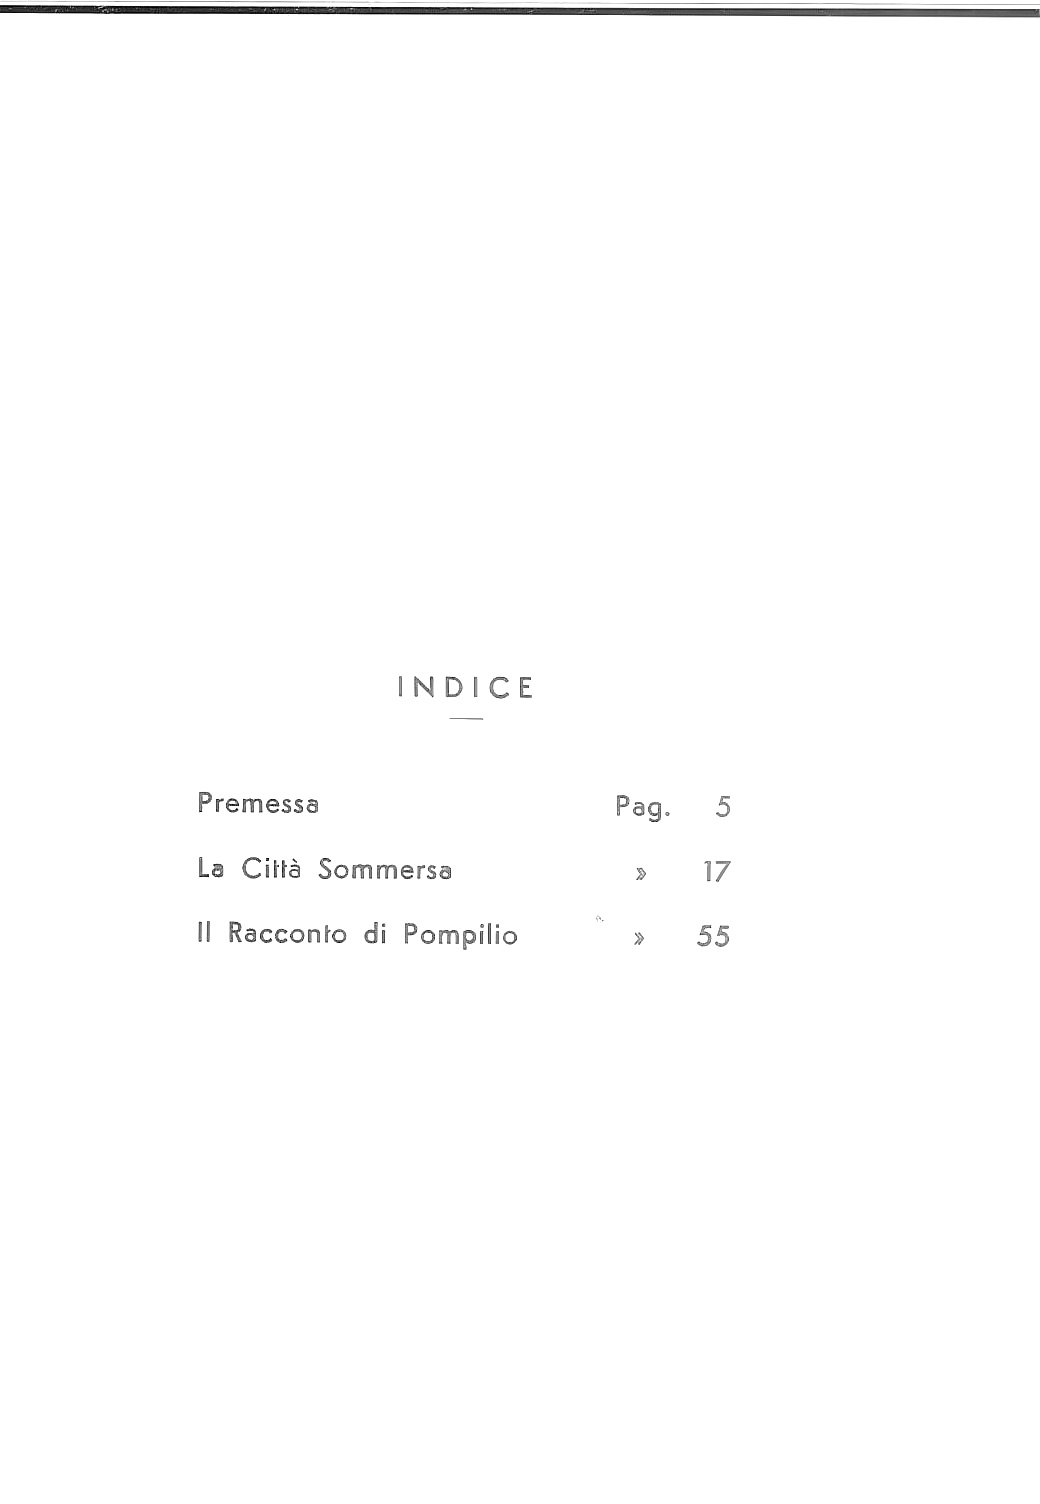 INDICE
Premessa Pag. 5
La Città Sommersa » 17
Il Racconto di Pompilio » 55